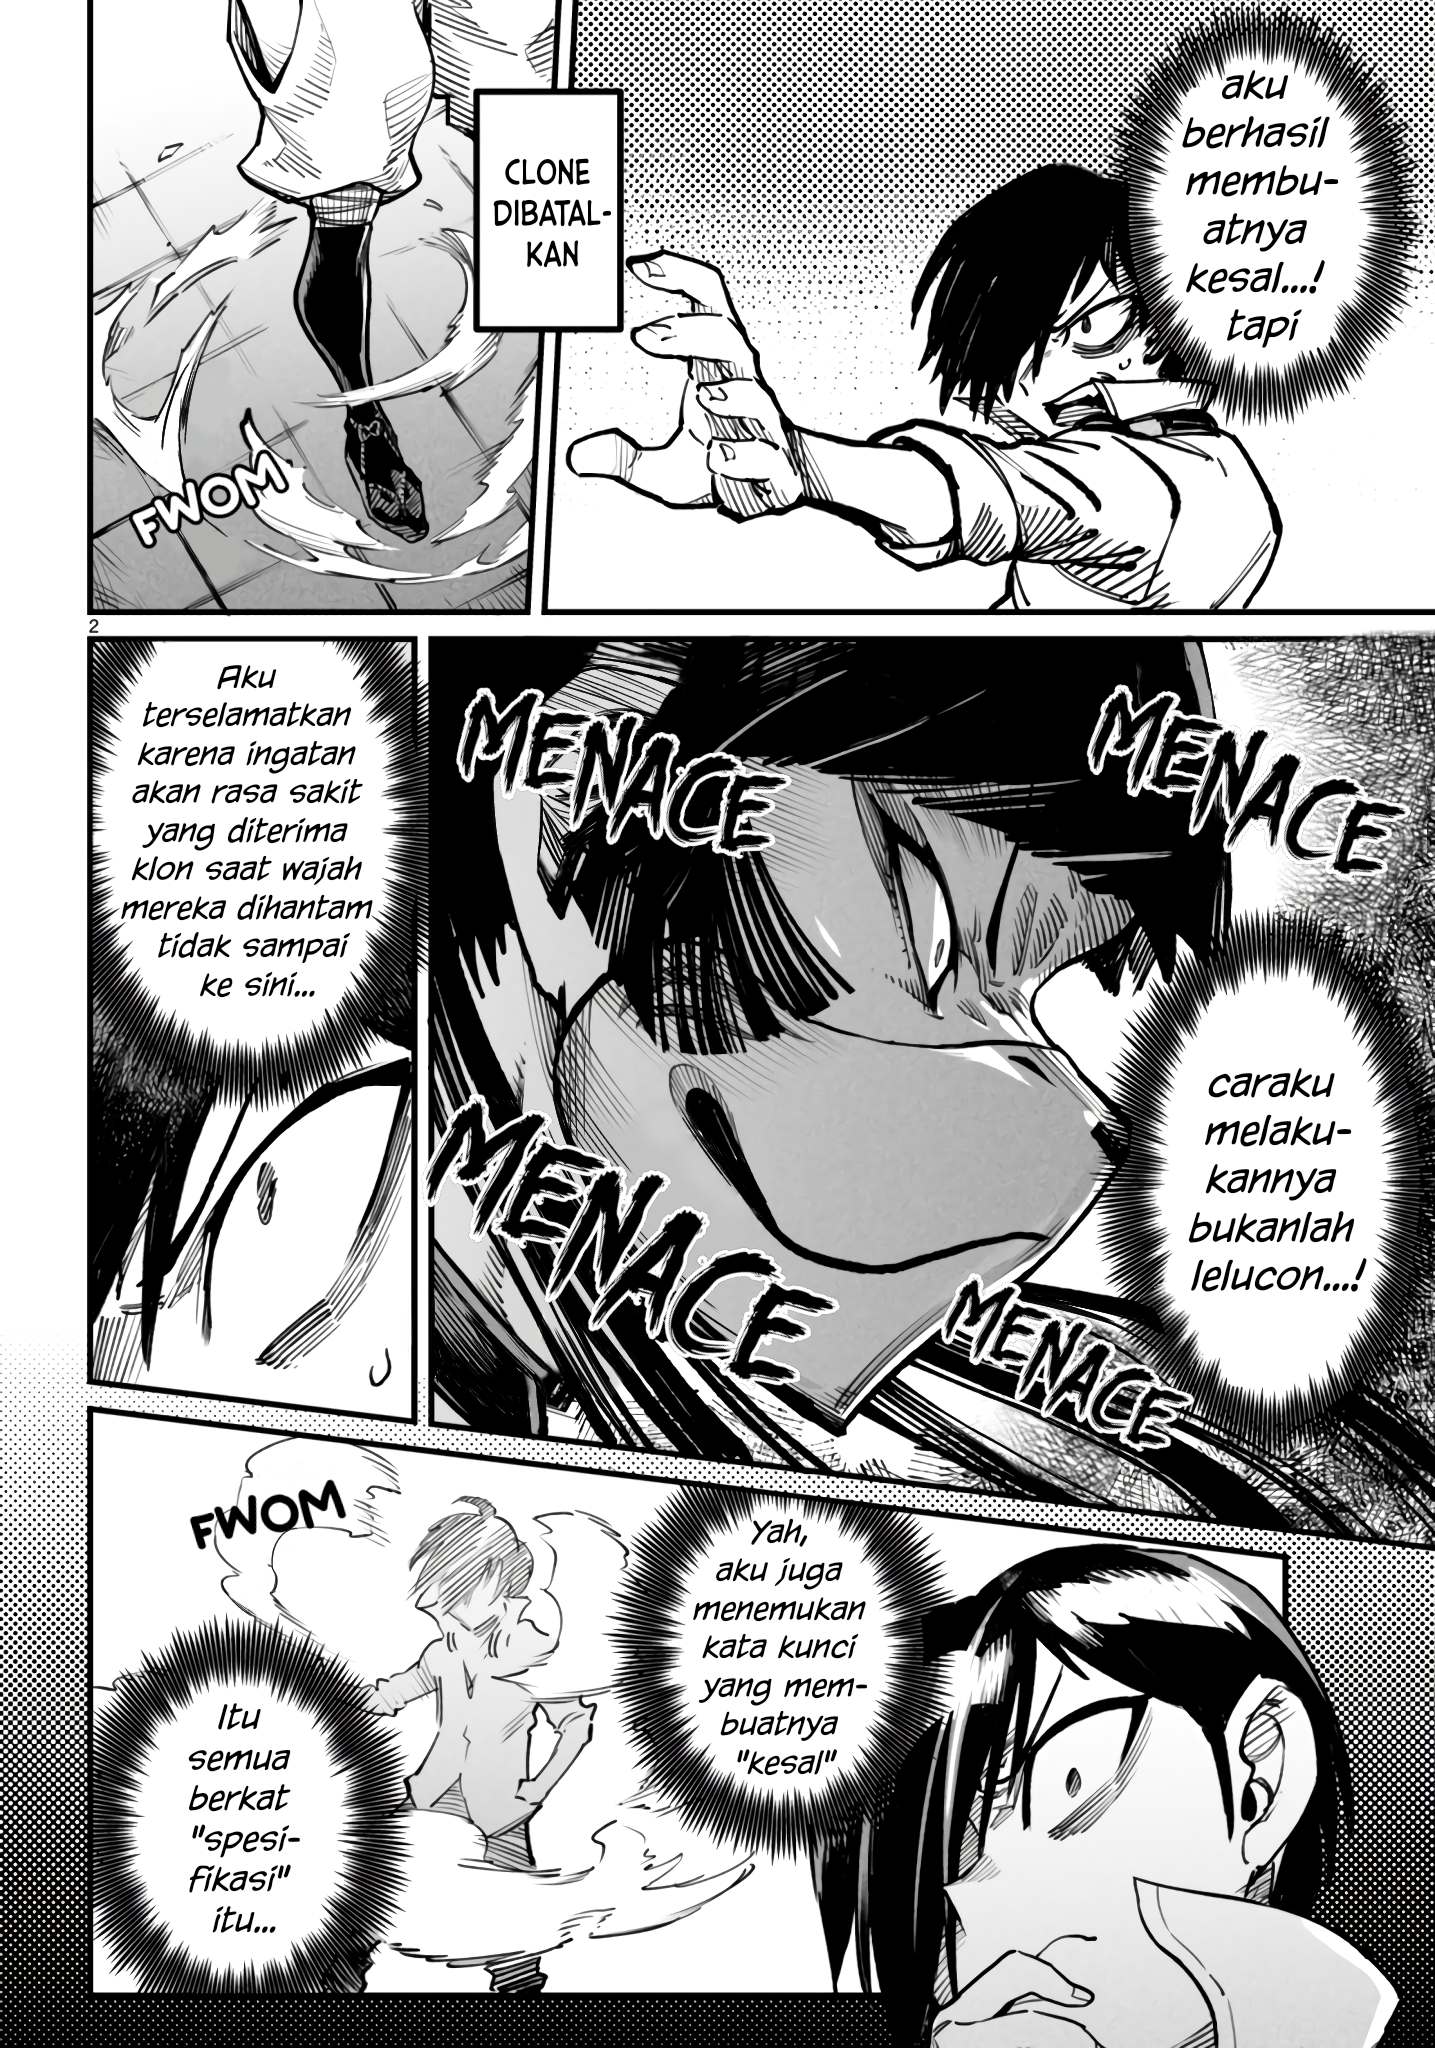 aku
berhasil
membu-
atnya
kesal....!
tapi
CLONE
DIBATAL-
KAN
FWOM
2
MENACE
MENACE
caraku
melaku-
kannya
bukanlah
lelucon....!
MENACE
MENACE
Aku
terselamatkan
karena ingatan
akan rasa sakit
yang diterima
klon saat wajah
mereka dihantam
tidak sampai
ke sini...
Yah,
aku juga
menemukan
kata kunci
yang mem-
buatnya
"kesal"
FWOM
Itu
semua
berkat
"spesi-
fikasi"
itu...